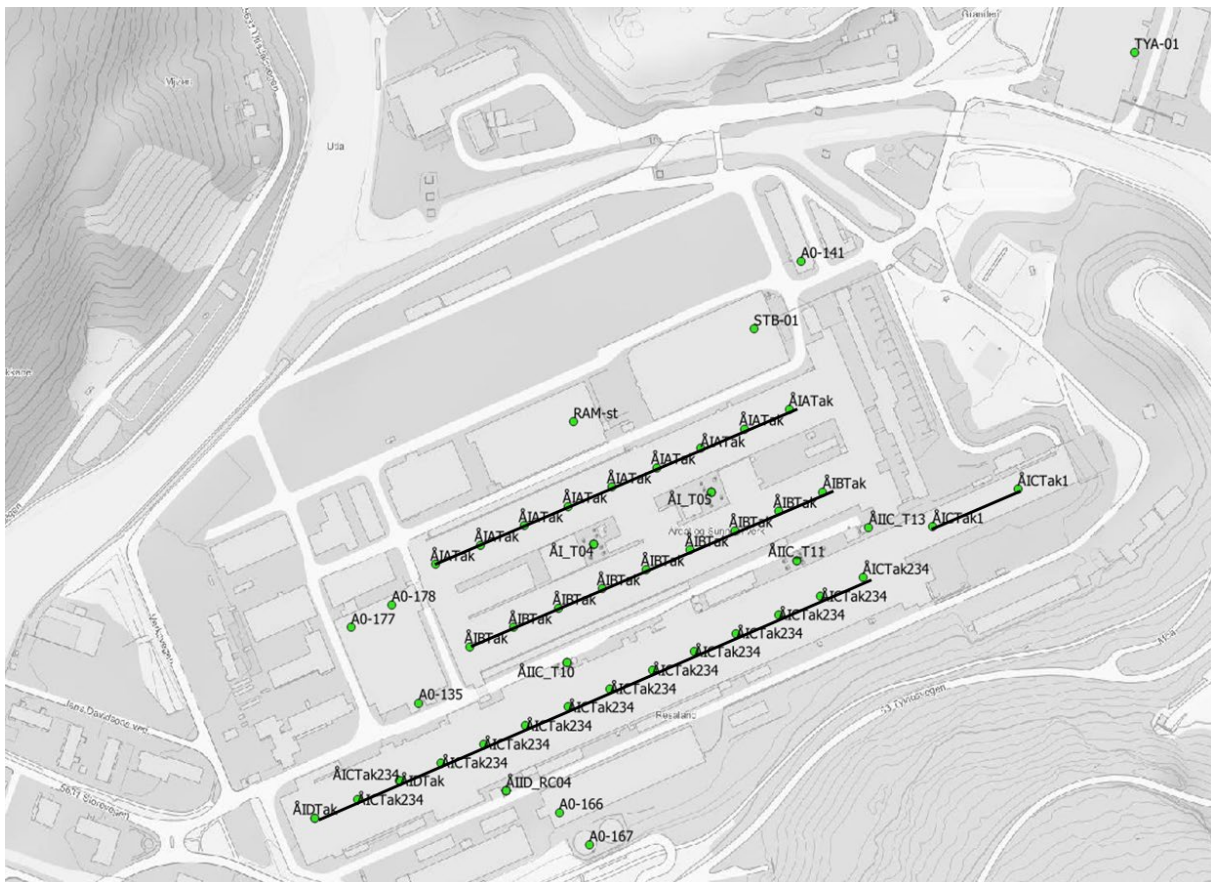 TYA-01
Utla
A0-141
STB-01
RAM-st
ÅIATak
ÅIATak
ÅIATak
ÅIATak
ÅIATak
ÅIATak
ÅIATak
ÅIATak
ÅIATak
ÅI_T05
ÅIBTak
ÅIBTak
ÅIBTak
ÅIBTak
ÅIBTak
ÅIBTak
ÅIBTak
ÅIBTak
ÅIBTak
ÅICTak1
ÅICTak1
ÅIIC_T13
ÅI_T04
ÅIIC_T11
A0-178
A0-177
ÅICTak234
ÅICTak234
ÅICTak234
ÅICTak234
ÅICTak234
ÅICTak234
ÅICTak234
ÅICTak234
ÅICTak234
ÅICTak234
ÅICTak234
ÅIIC_T10
A0-135
ÅICTak234
ÅIDTak
ÅICTak234
ÅIDTak
ÅIID_RC04
A0-166
A0-167